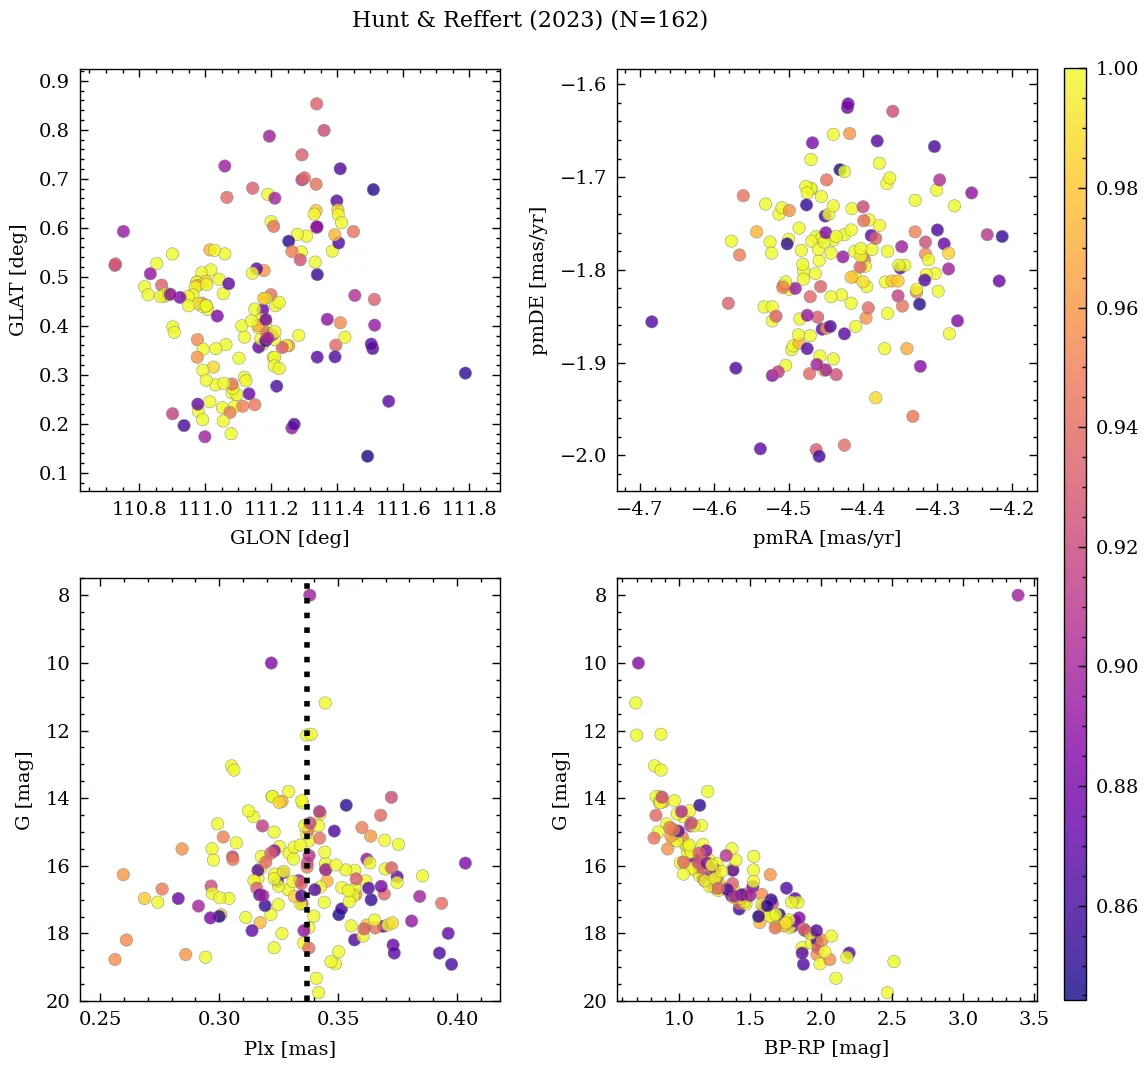 Hunt & Reffert (2023) (N=162)
0.9
0.8
0.7
0.6
0.5
0.4
0.3
0.2
0.1
GLAT [deg]
110.8 111.0 111.2 111.4 111.6 111.8
GLON [deg]
−1.6
−1.7
−1.8
−1.9
−2.0
pmDE [mas/yr]
−4.7 −4.6 −4.5 −4.4 −4.3 −4.2
pmRA [mas/yr]
8
10
12
14
16
18
20
G [mag]
0.25 0.30 0.35 0.40
Plx [mas]
8
10
12
14
16
18
20
G [mag]
1.0 1.5 2.0 2.5 3.0 3.5
BP-RP [mag]
1.00
0.98
0.96
0.94
0.92
0.90
0.88
0.86